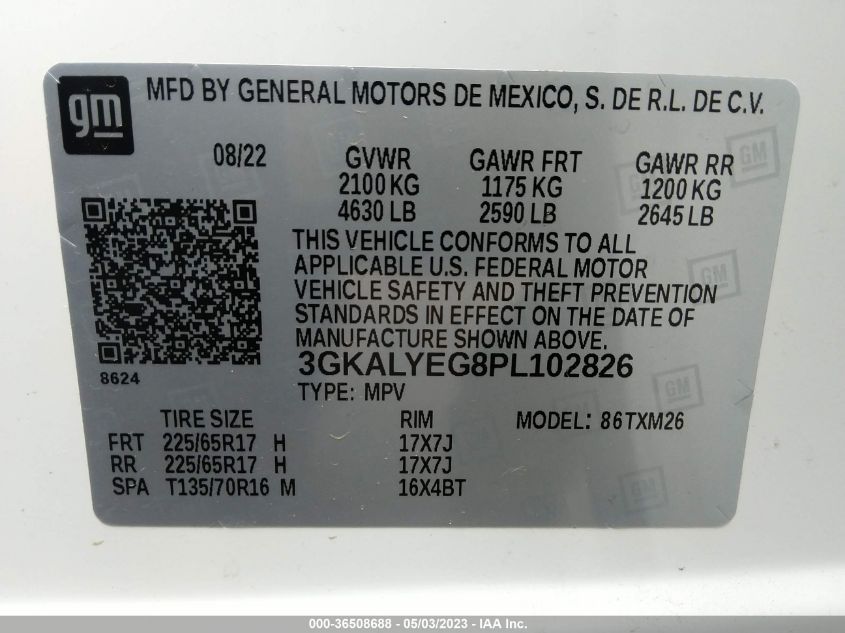 gm
MFD BY GENERAL MOTORS DE MEXICO, S. DE R.L. DE C.V.
08/22 GVWR GAWR FRT GAWR RR
2100 KG 1175 KG 1200 KG
4630 LB 2590 LB 2645 LB
THIS VEHICLE CONFORMS TO ALL
APPLICABLE U.S. FEDERAL MOTOR
VEHICLE SAFETY AND THEFT PREVENTION
STANDARDS IN EFFECT ON THE DATE OF
MANUFACTURE SHOWN ABOVE.
3GKALYEG8PL102826
8624
TYPE: MPV
TIRE SIZE RIM MODEL: 86TXM26
FRT 225/65R17 H 17X7J
RR 225/65R17 H 17X7J
SPA T135/70R16 M 16X4BT
GM
GM
GM
GM
000-36508688 - 05/03/2023 - IAA Inc.